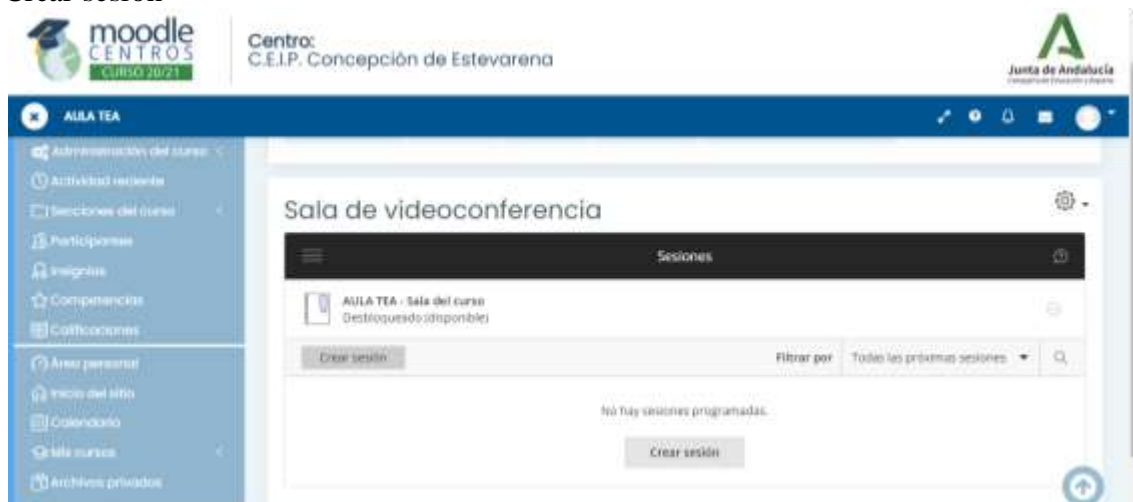 Crear sesión
moodle
CENTROS
CURSO 20/21
Centro:
C.E.I.P. Concepción de Estevarena
Junta de Andalucía
AULA TEA
Administración del curso
Actividad reciente
Secciones del curso
Participantes
Insignias
Competencias
Calificaciones
Área personal
Inicio del sitio
Calendario
Mis cursos
Archivos privados
Sala de videoconferencia
Sesiones
AULA TEA - Sala del curso
Desbloqueado (disponible)
Crear sesión
Filtrar por
Todas las próximas sesiones
No hay sesiones programadas.
Crear sesión